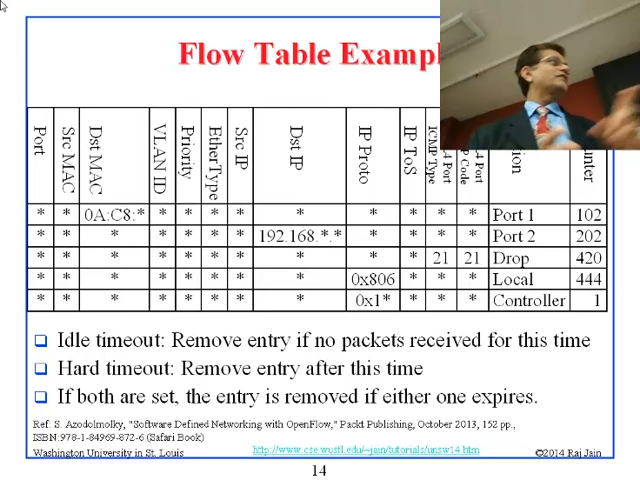 Flow Table Exampl
Port Src MAC Dst MAC VLAN ID Priority EtherType Src IP Dst IP IP Proto IP ToS ICMP Type Port Port Code
* * 0A:C8:* * * * * * * * * * Port 1 102
* * * * * * * 192.168.*.* * * * * Port 2 202
* * * * * * * * * * 21 21 Drop 420
* * * * * * * * 0x806 * * * Local 444
* * * * * * * * 0x1* * * * Controller 1
Idle timeout: Remove entry if no packets received for this time
Hard timeout: Remove entry after this time
If both are set, the entry is removed if either one expires.
Ref: S. Azodolmolky, "Software Defined Networking with OpenFlow," Packt Publishing, October 2013, 152 pp.,
ISBN:978-1-84969-872-6 (Safari Book)
Washington University in St. Louis http://www.cse.wustl.edu/~jain/tutorials/unsw14.htm ©2014 Raj Jain
14